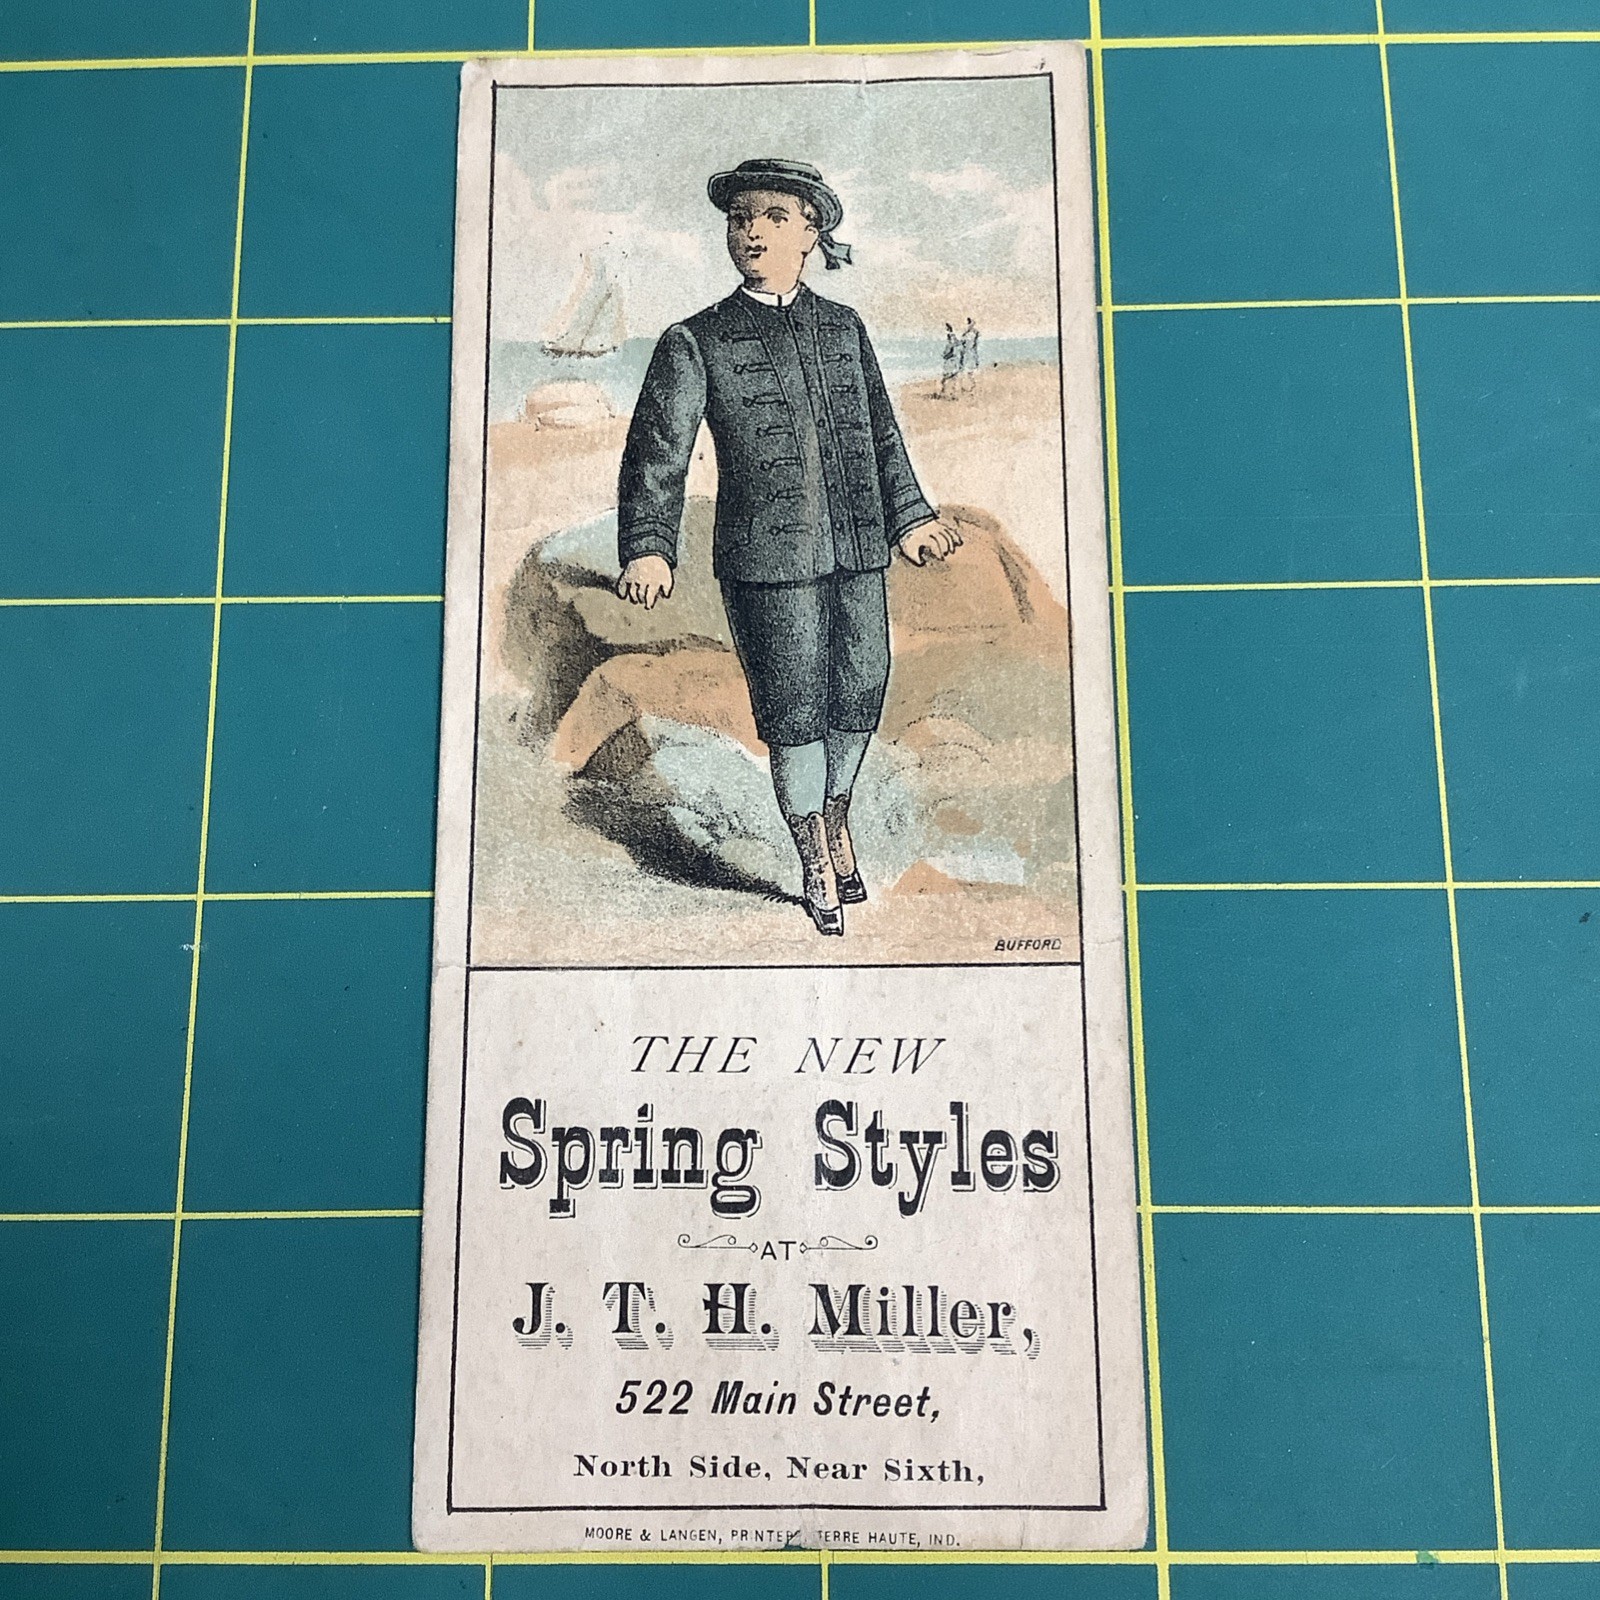 BUFFORD
THE NEW
Spring Styles
AT
J. T. H. Miller,
522 Main Street,
North Side, Near Sixth,
MOORE & LANGEN, PRINTERS, TERRE HAUTE, IND.